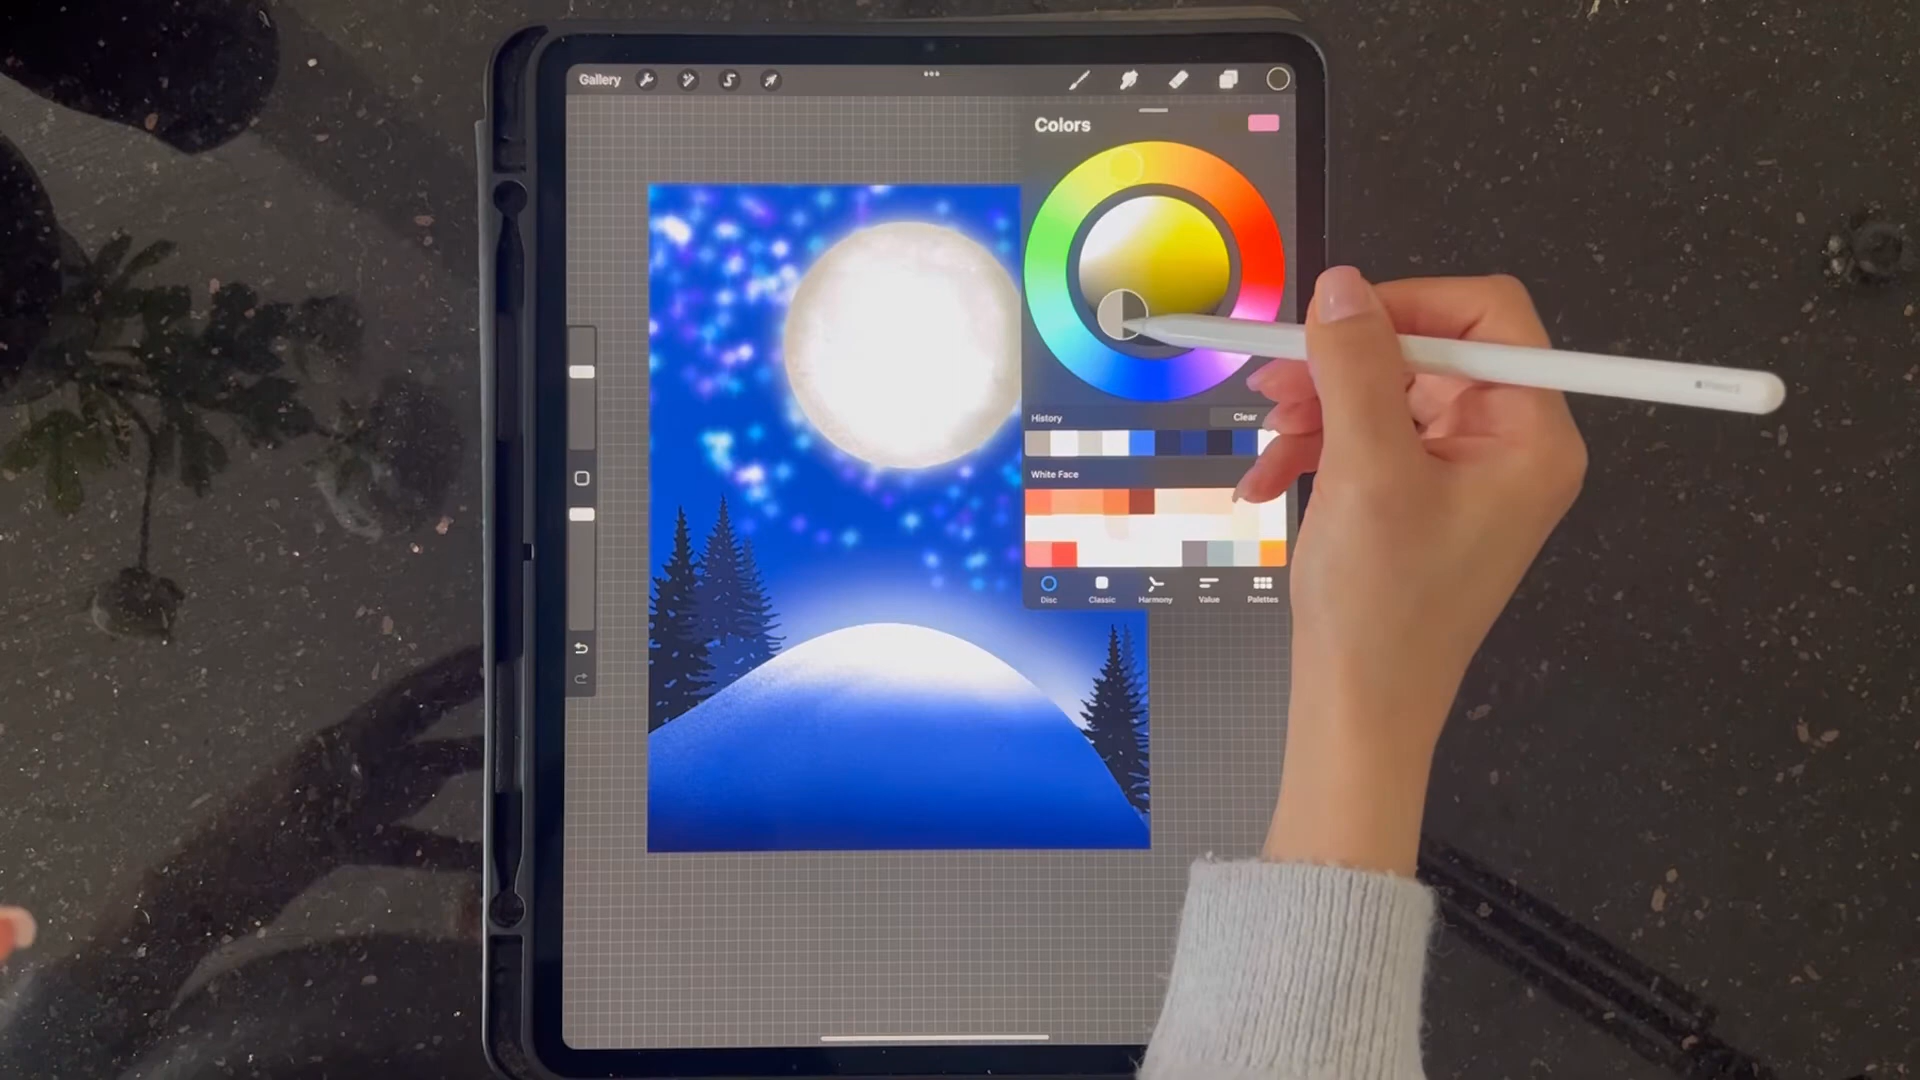 Gallery
Colors
History
Clear
White Face
Disc
Classic
Harmony
Value
Palettes